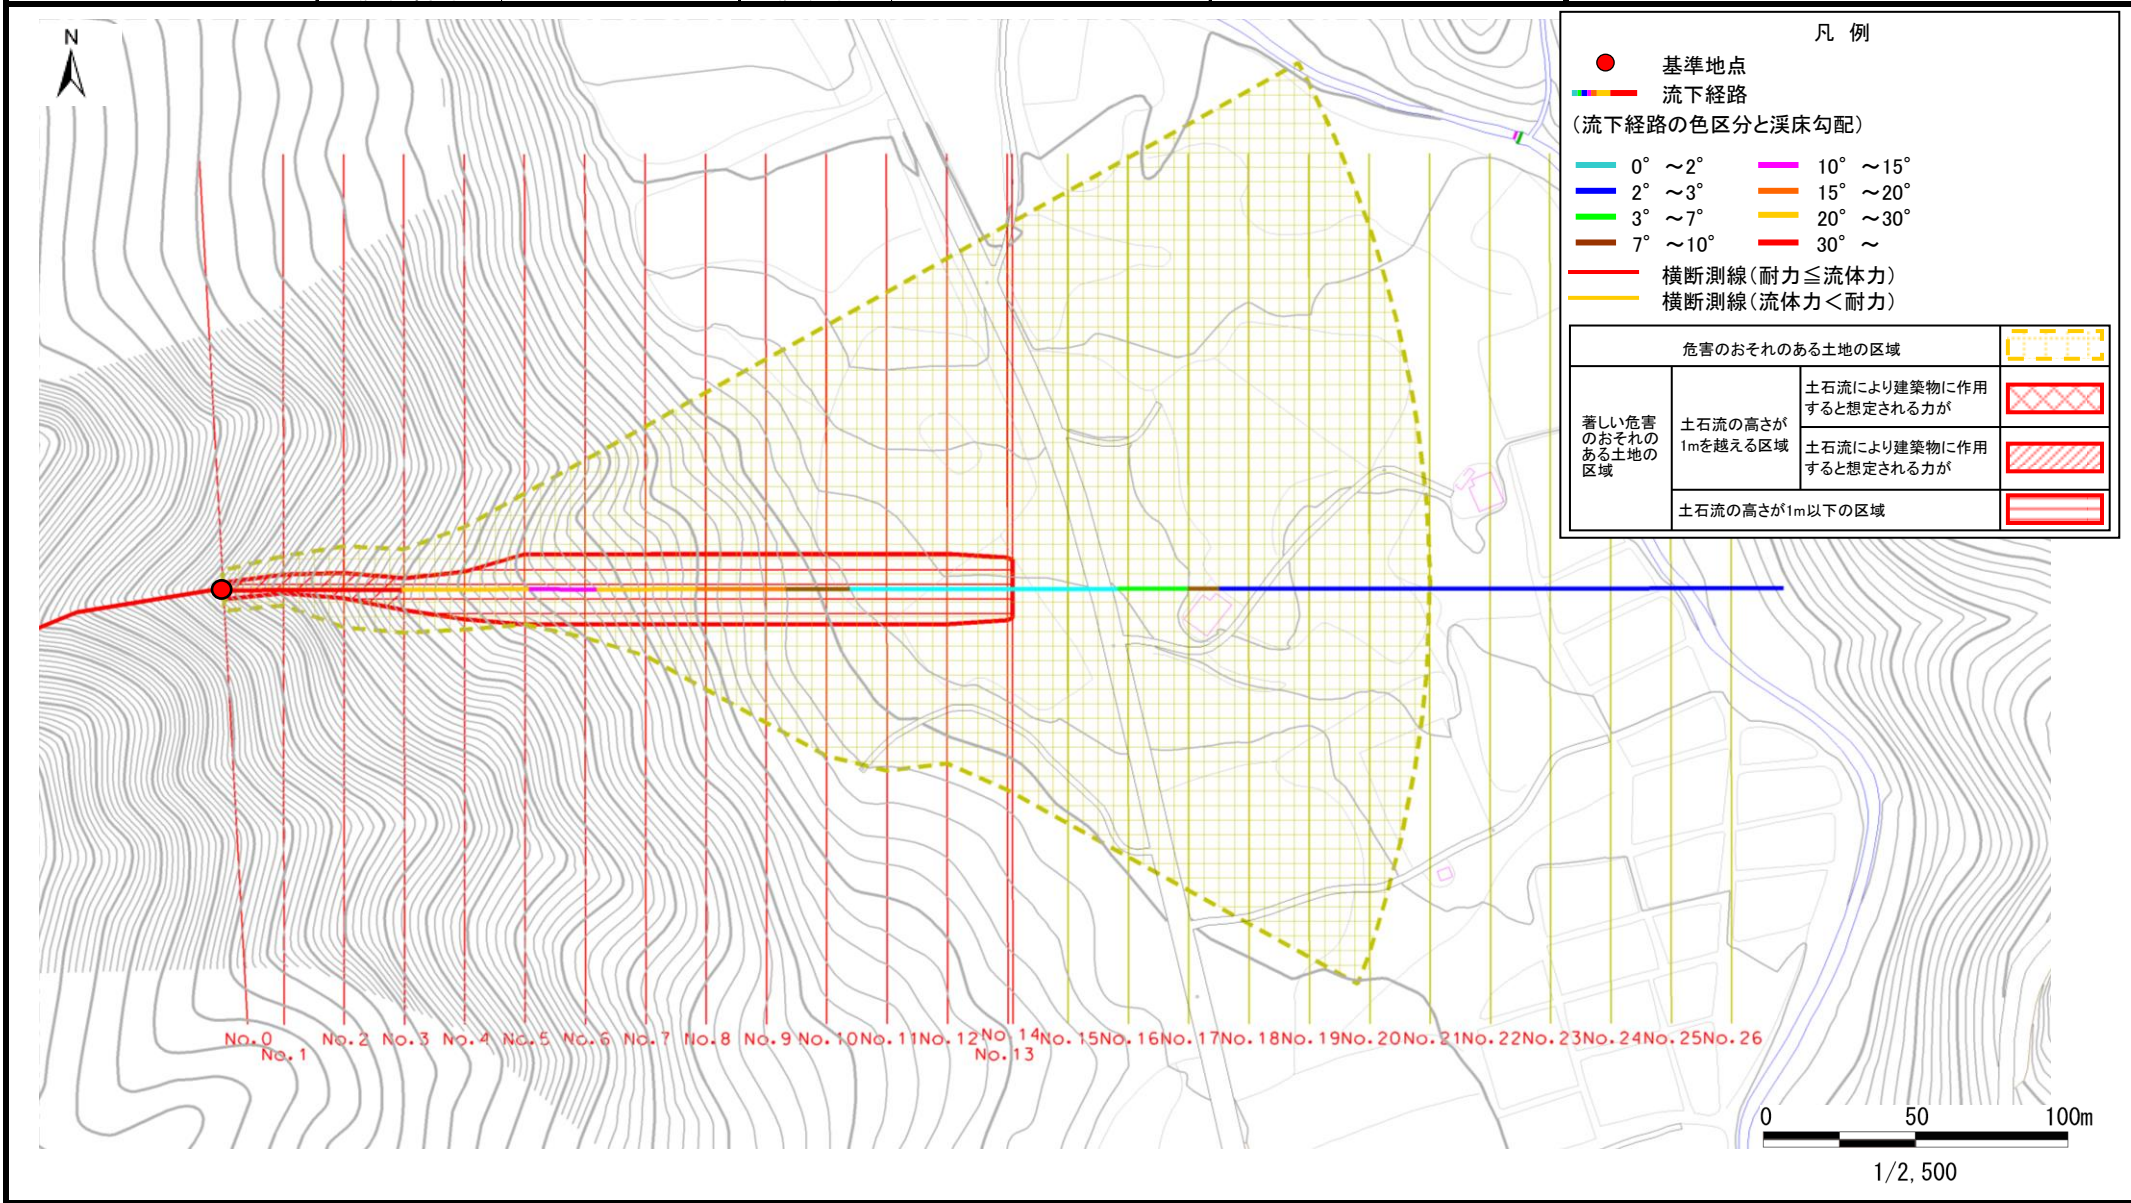 N
凡 例
基準地点
流下経路
（流下経路の色区分と渓床勾配）
0° ～2°
10° ～15°
2° ～3°
15° ～20°
3° ～7°
20° ～30°
7° ～10°
30° ～
横断測線（耐力≦流体力）
横断測線（流体力＜耐力）
危害のおそれのある土地の区域
著しい危害
のおそれの
ある土地の
区域
土石流の高さが
1mを越える区域
土石流により建築物に作用
すると想定される力が
土石流により建築物に作用
すると想定される力が
土石流の高さが1m以下の区域
No.0
No.1
No.2
No.3
No.4
No.5
No.6
No.7
No.8
No.9
No.10
No.11
No.12
No.13
No.14
No.15
No.16
No.17
No.18
No.19
No.20
No.21
No.22
No.23
No.24
No.25
No.26
0 50 100m
1/2,500